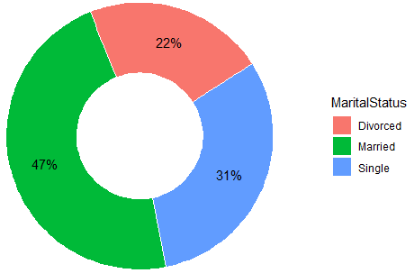 22%
47%
31%
MaritalStatus
Divorced
Married
Single